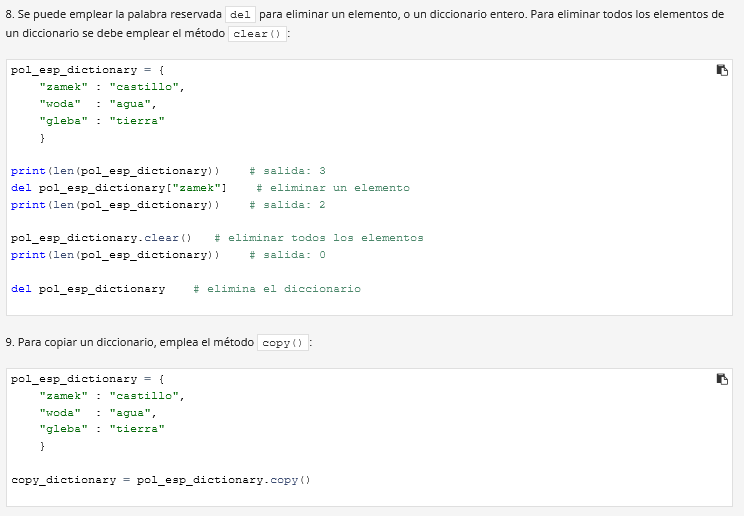 8. Se puede emplear la palabra reservada del para eliminar un elemento, o un diccionario entero. Para eliminar todos los elementos de
un diccionario se debe emplear el método clear():
pol_esp_dictionary = {
    "zamek" : "castillo",
    "woda"  : "agua",
    "gleba" : "tierra"
    }

print(len(pol_esp_dictionary))    # salida: 3
del pol_esp_dictionary["zamek"]    # eliminar un elemento
print(len(pol_esp_dictionary))    # salida: 2

pol_esp_dictionary.clear()   # eliminar todos los elementos
print(len(pol_esp_dictionary))    # salida: 0

del pol_esp_dictionary    # elimina el diccionario

9. Para copiar un diccionario, emplea el método copy():
pol_esp_dictionary = {
    "zamek" : "castillo",
    "woda"  : "agua",
    "gleba" : "tierra"
    }

copy_dictionary = pol_esp_dictionary.copy()